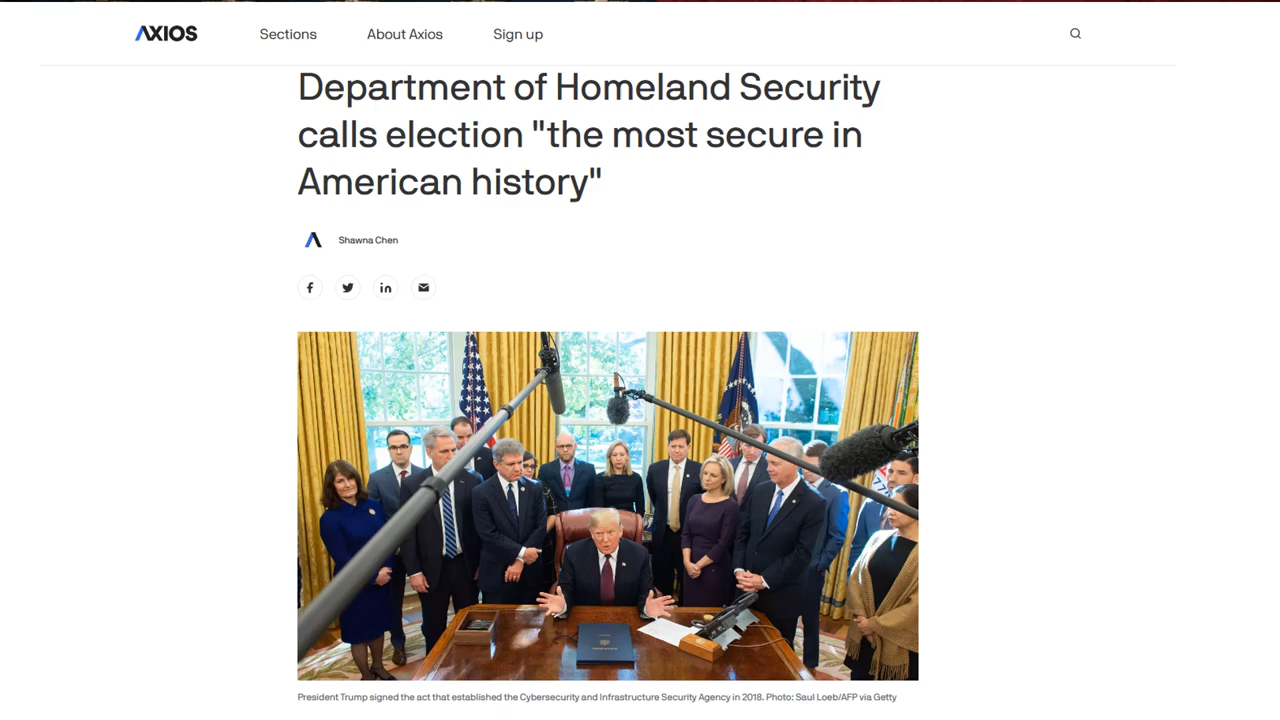 AXIOS
Sections
About Axios
Sign up
Department of Homeland Security
calls election "the most secure in
American history"
Shawna Chen
President Trump signed the act that established the Cybersecurity and Infrastructure Security Agency in 2018. Photo: Saul Loeb/AFP via Getty